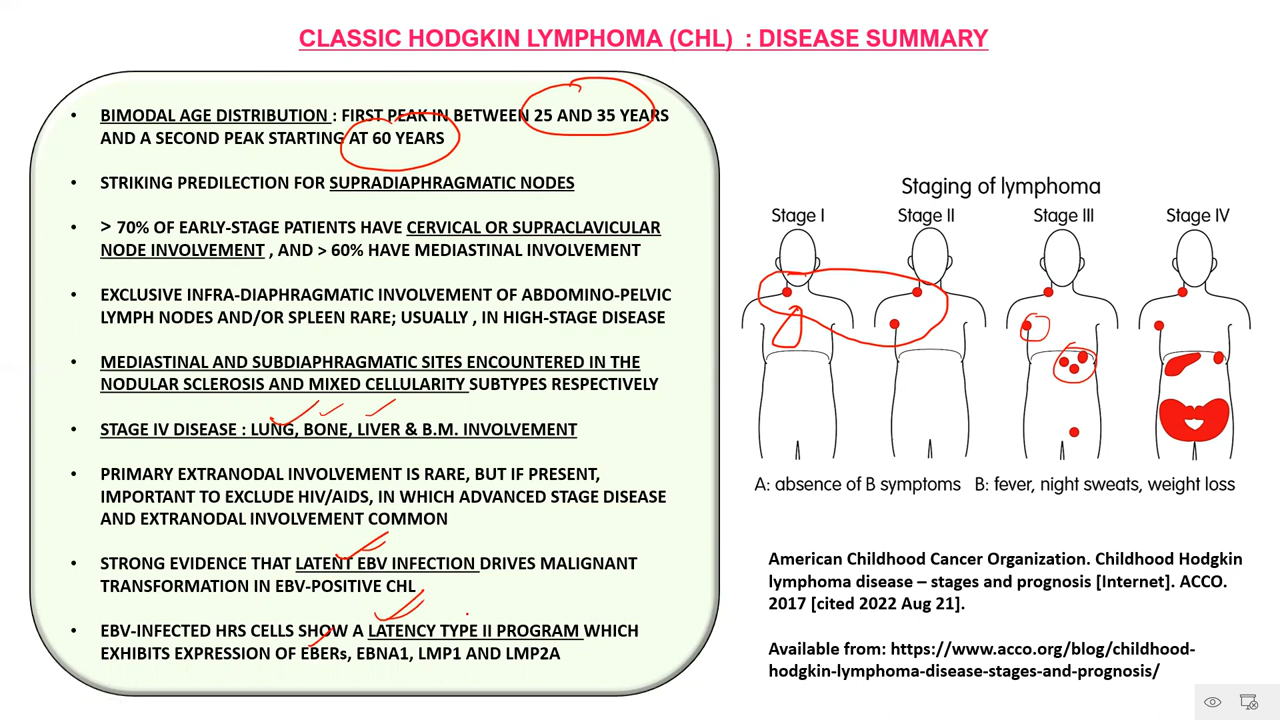 CLASSIC HODGKIN LYMPHOMA (CHL) : DISEASE SUMMARY
• BIMODAL AGE DISTRIBUTION : FIRST PEAK IN BETWEEN 25 AND 35 YEARS
AND A SECOND PEAK STARTING AT 60 YEARS
• STRIKING PREDILECTION FOR SUPRADIAPHRAGMATIC NODES
• > 70% OF EARLY-STAGE PATIENTS HAVE CERVICAL OR SUPRACLAVICULAR
NODE INVOLVEMENT , AND > 60% HAVE MEDIASTINAL INVOLVEMENT
• EXCLUSIVE INFRA-DIAPHRAGMATIC INVOLVEMENT OF ABDOMINO-PELVIC
LYMPH NODES AND/OR SPLEEN RARE; USUALLY , IN HIGH-STAGE DISEASE
• MEDIASTINAL AND SUBDIAPHRAGMATIC SITES ENCOUNTERED IN THE
NODULAR SCLEROSIS AND MIXED CELLULARITY SUBTYPES RESPECTIVELY
• STAGE IV DISEASE : LUNG, BONE, LIVER & B.M. INVOLVEMENT
• PRIMARY EXTRANODAL INVOLVEMENT IS RARE, BUT IF PRESENT,
IMPORTANT TO EXCLUDE HIV/AIDS, IN WHICH ADVANCED STAGE DISEASE
AND EXTRANODAL INVOLVEMENT COMMON
• STRONG EVIDENCE THAT LATENT EBV INFECTION DRIVES MALIGNANT
TRANSFORMATION IN EBV-POSITIVE CHL
• EBV-INFECTED HRS CELLS SHOW A LATENCY TYPE II PROGRAM WHICH
EXHIBITS EXPRESSION OF EBERs, EBNA1, LMP1 AND LMP2A
Staging of lymphoma
Stage I Stage II Stage III Stage IV
A: absence of B symptoms B: fever, night sweats, weight loss
American Childhood Cancer Organization. Childhood Hodgkin
lymphoma disease – stages and prognosis [Internet]. ACCO.
2017 [cited 2022 Aug 21].
Available from: https://www.acco.org/blog/childhood-
hodgkin-lymphoma-disease-stages-and-prognosis/